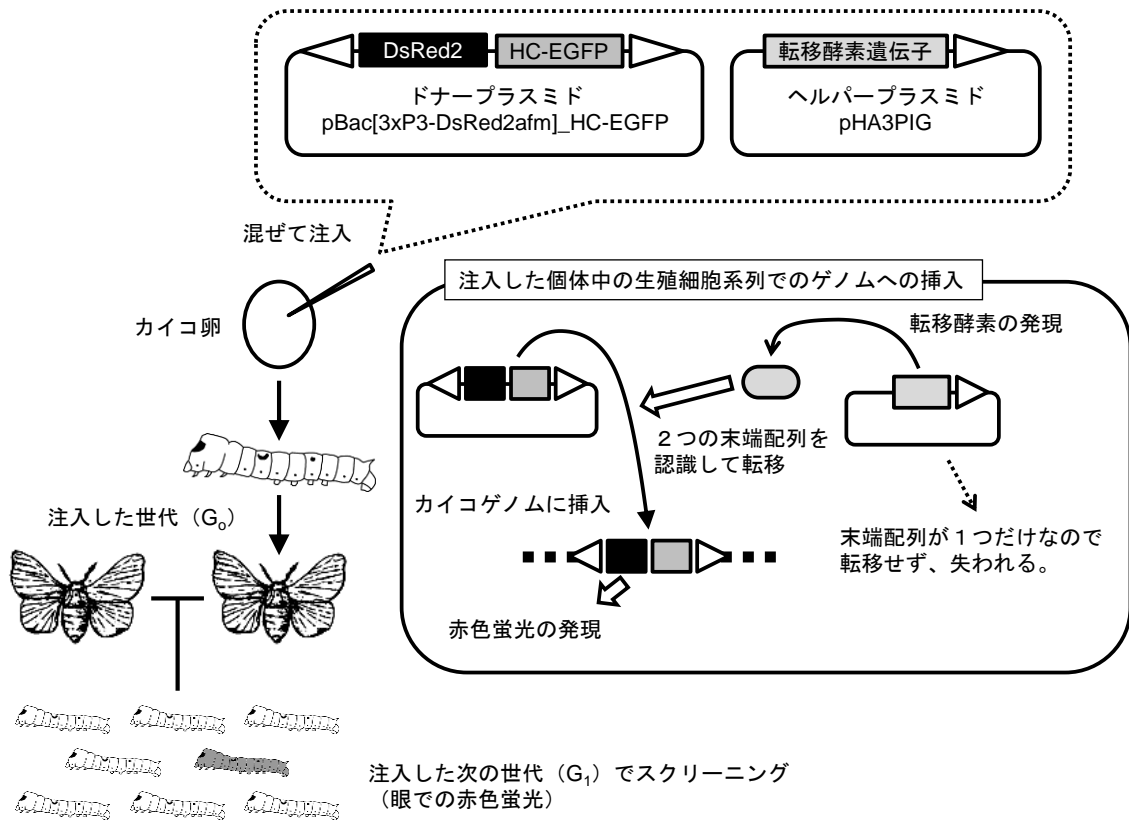 DsRed2
HC-EGFP
ドナープラスミド
pBac[3xP3-DsRed2afm]_HC-EGFP
転移酵素遺伝子
ヘルパープラスミド
pHA3PIG
混ぜて注入
カイコ卵
注入した世代（G0）
注入した個体中の生殖細胞系列でのゲノムへの挿入
転移酵素の発現
２つの末端配列を
認識して転移
カイコゲノムに挿入
末端配列が１つだけなので
転移せず、失われる。
赤色蛍光の発現
注入した次の世代（G1）でスクリーニング
（眼での赤色蛍光）